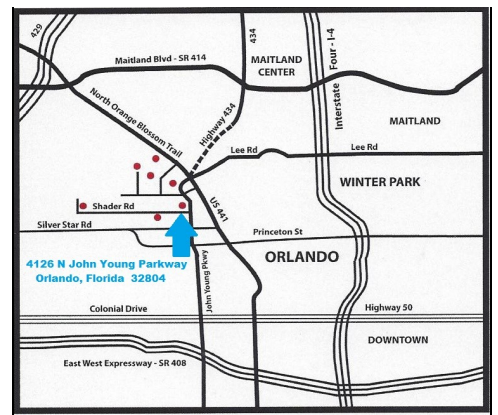 429
Maitland Blvd - SR 414
434
MAITLAND
CENTER
Interstate Four - I-4
North Orange Blossom Trail
Highway 434
MAITLAND
Lee Rd
Lee Rd
WINTER PARK
Shader Rd
US 441
Silver Star Rd
Princeton St
4126 N John Young Parkway
Orlando, Florida 32804
ORLANDO
John Young Pkwy
Colonial Drive
Highway 50
DOWNTOWN
East West Expressway - SR 408